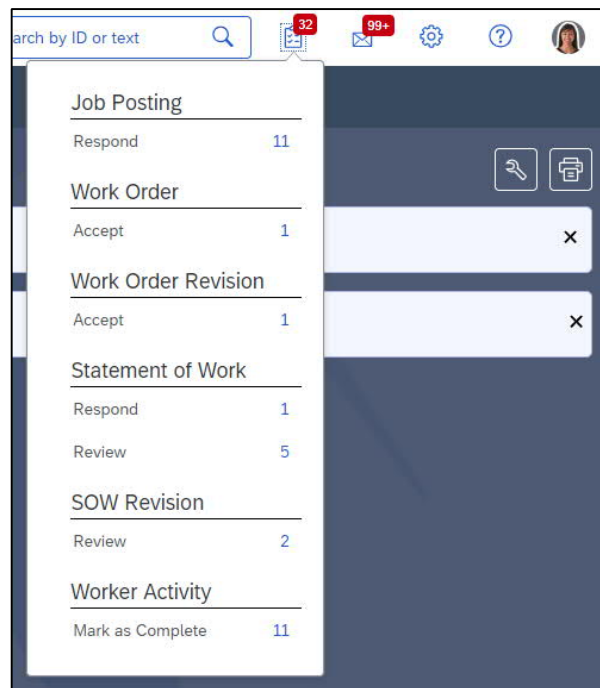 arch by ID or text
32
99+
Job Posting
Respond 11
Work Order
Accept 1
Work Order Revision
Accept 1
Statement of Work
Respond 1
Review 5
SOW Revision
Review 2
Worker Activity
Mark as Complete 11